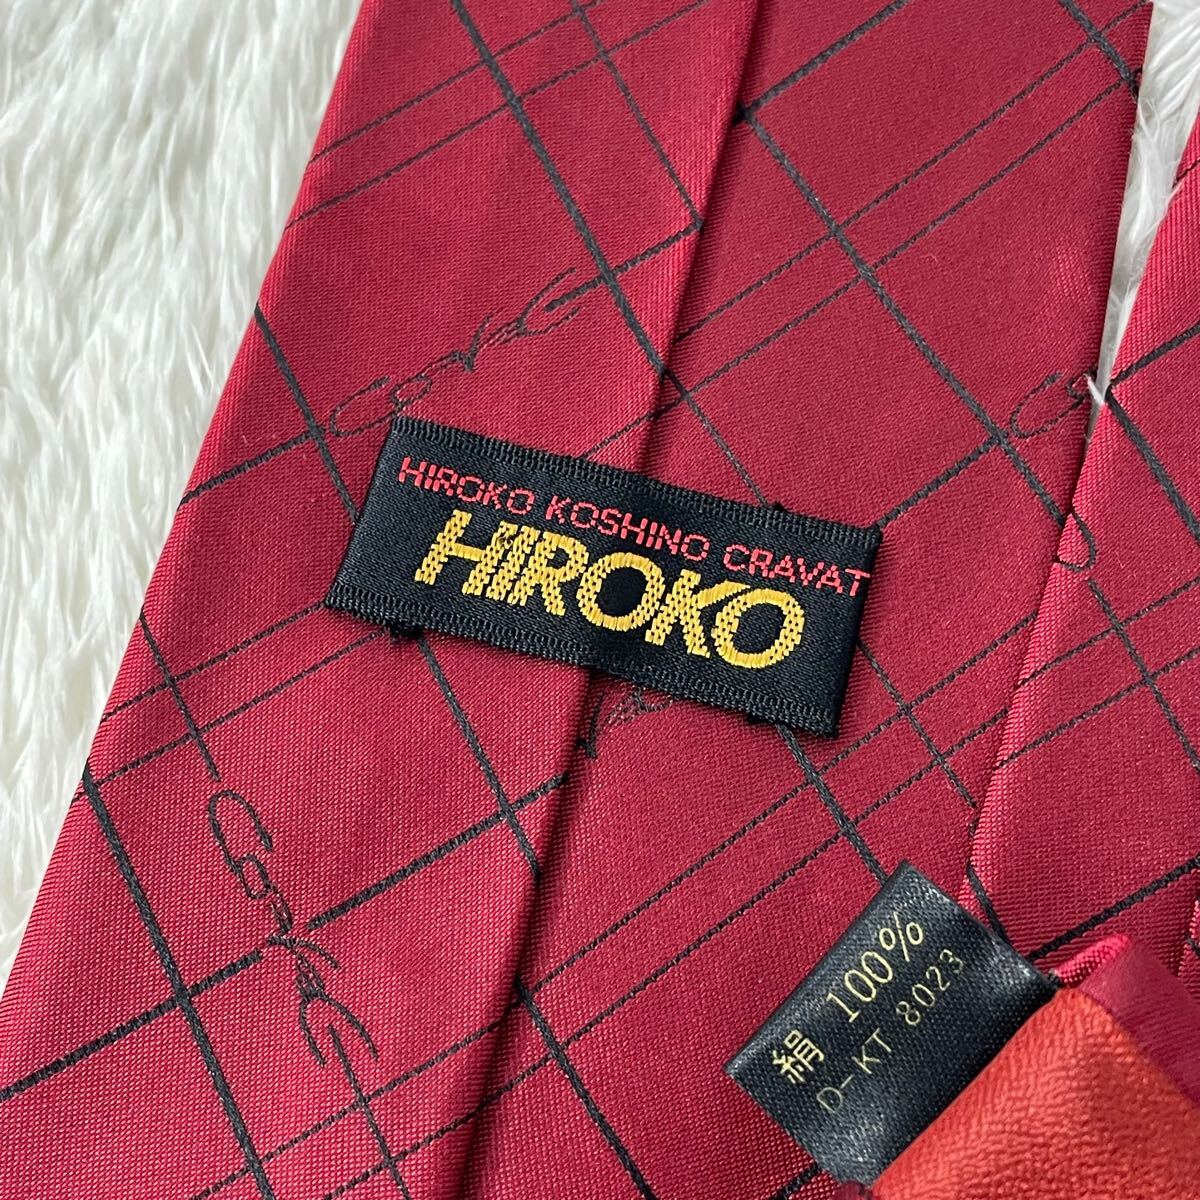 HIROKO KOSHINO CRAVAT
HIROKO
絹 100%
D-KT 8023